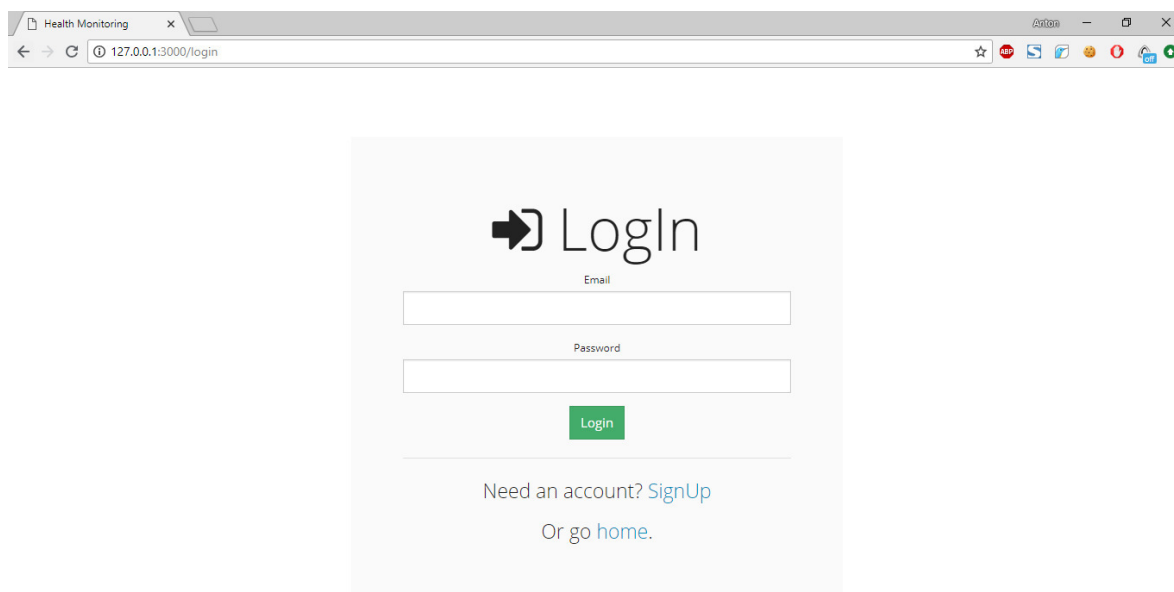 Health Monitoring
Anton
127.0.0.1:3000/login
ABP
S
off
LogIn
Email
Password
Login
Need an account? SignUp
Or go home.